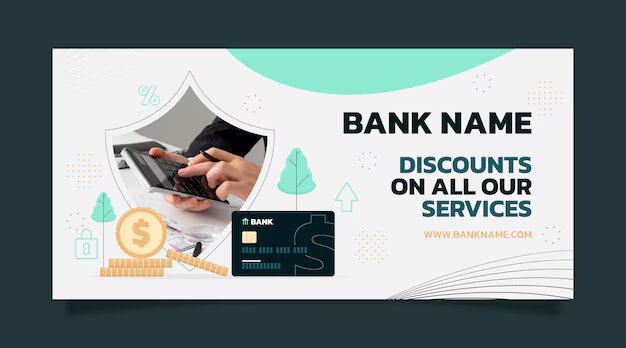 BANK NAME
DISCOUNTS
ON ALL OUR
SERVICES
WWW.BANKNAME.COM
%
$
BANK
$